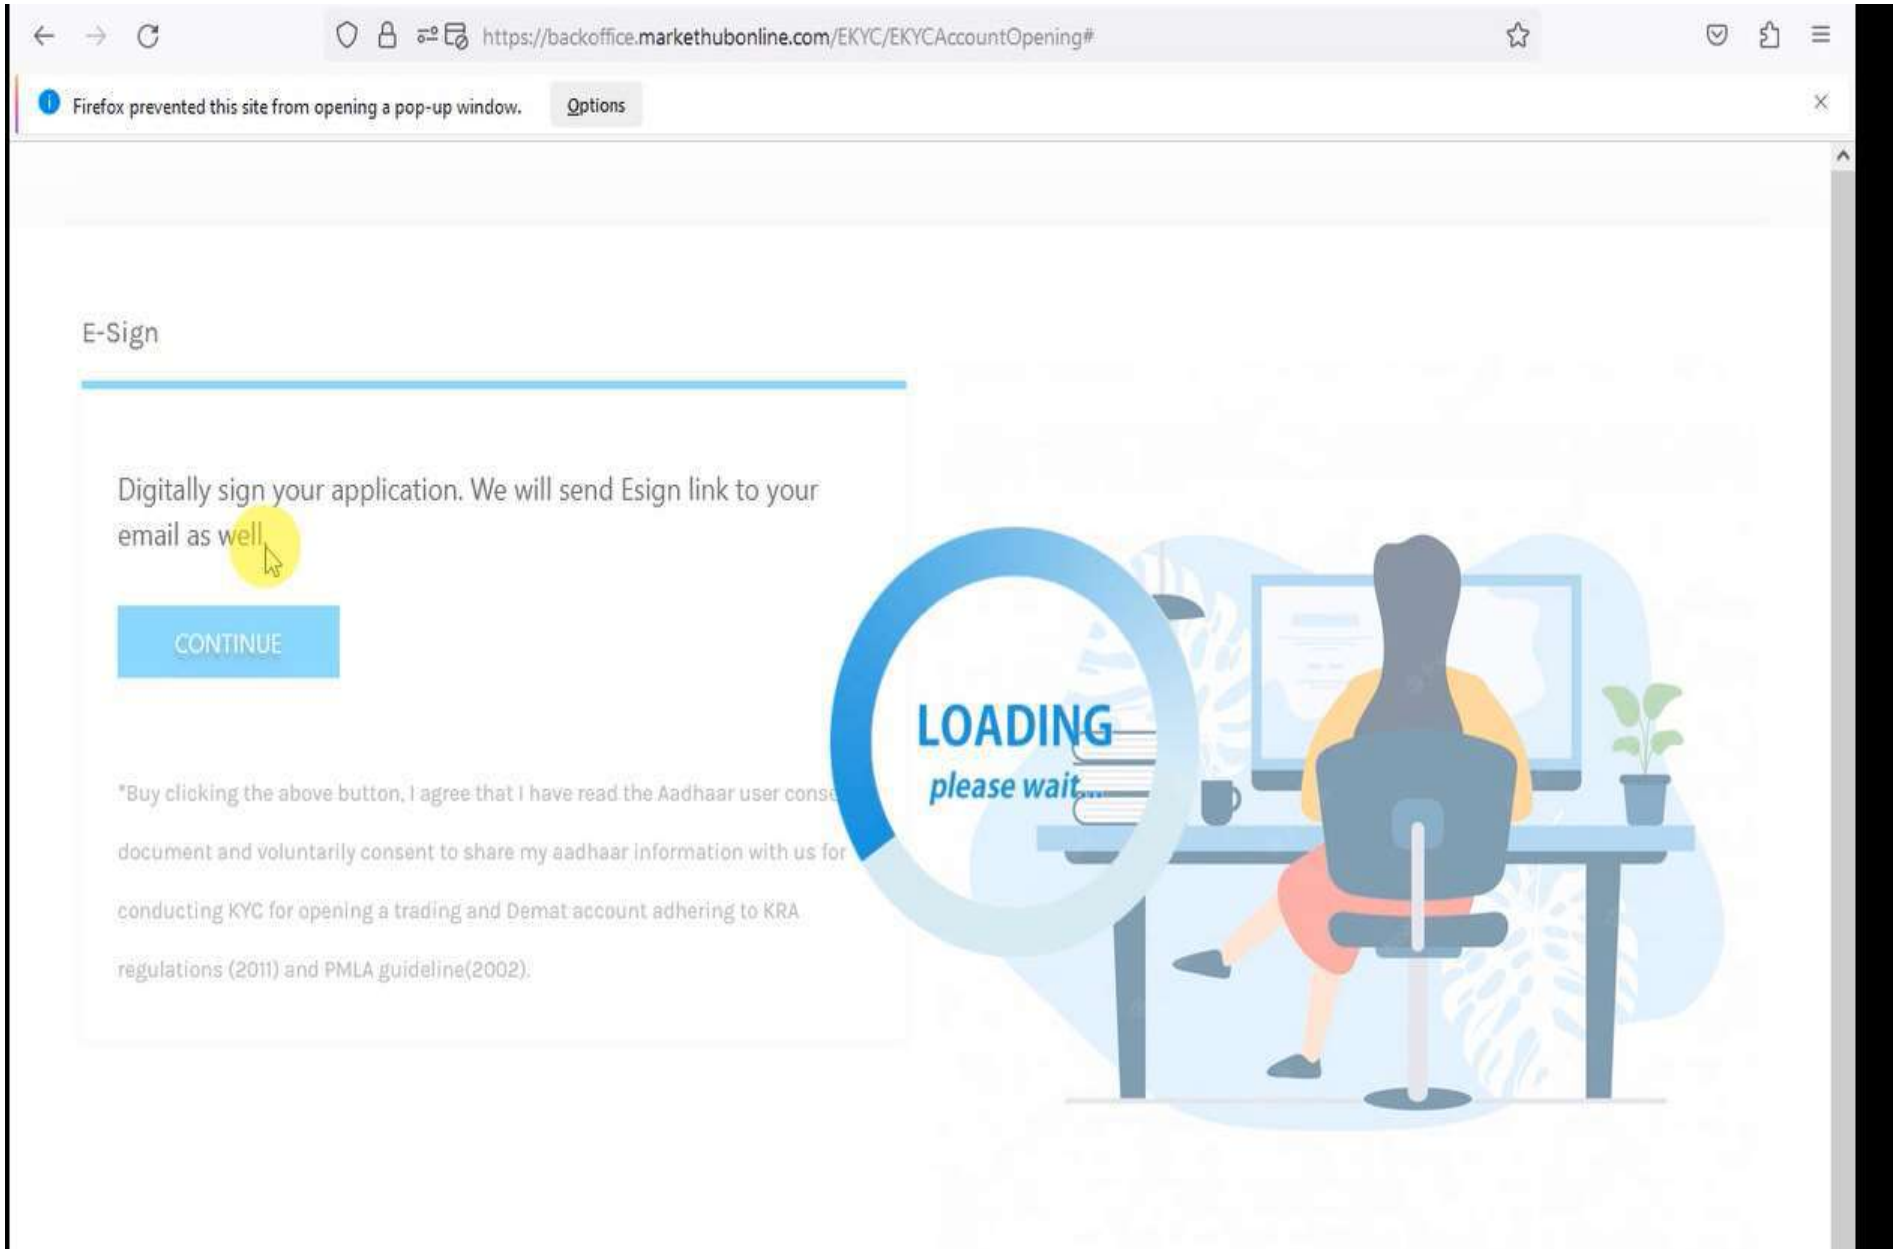 https://backoffice.markethubonline.com/EKYC/EKYCAccountOpening#
Firefox prevented this site from opening a pop-up window. Options
E-Sign
Digitally sign your application. We will send Esign link to your
email as well.
CONTINUE
LOADING
please wait...
*Buy clicking the above button, I agree that I have read the Aadhaar user conse
document and voluntarily consent to share my aadhaar information with us for
conducting KYC for opening a trading and Demat account adhering to KRA
regulations (2011) and PMLA guideline(2002).